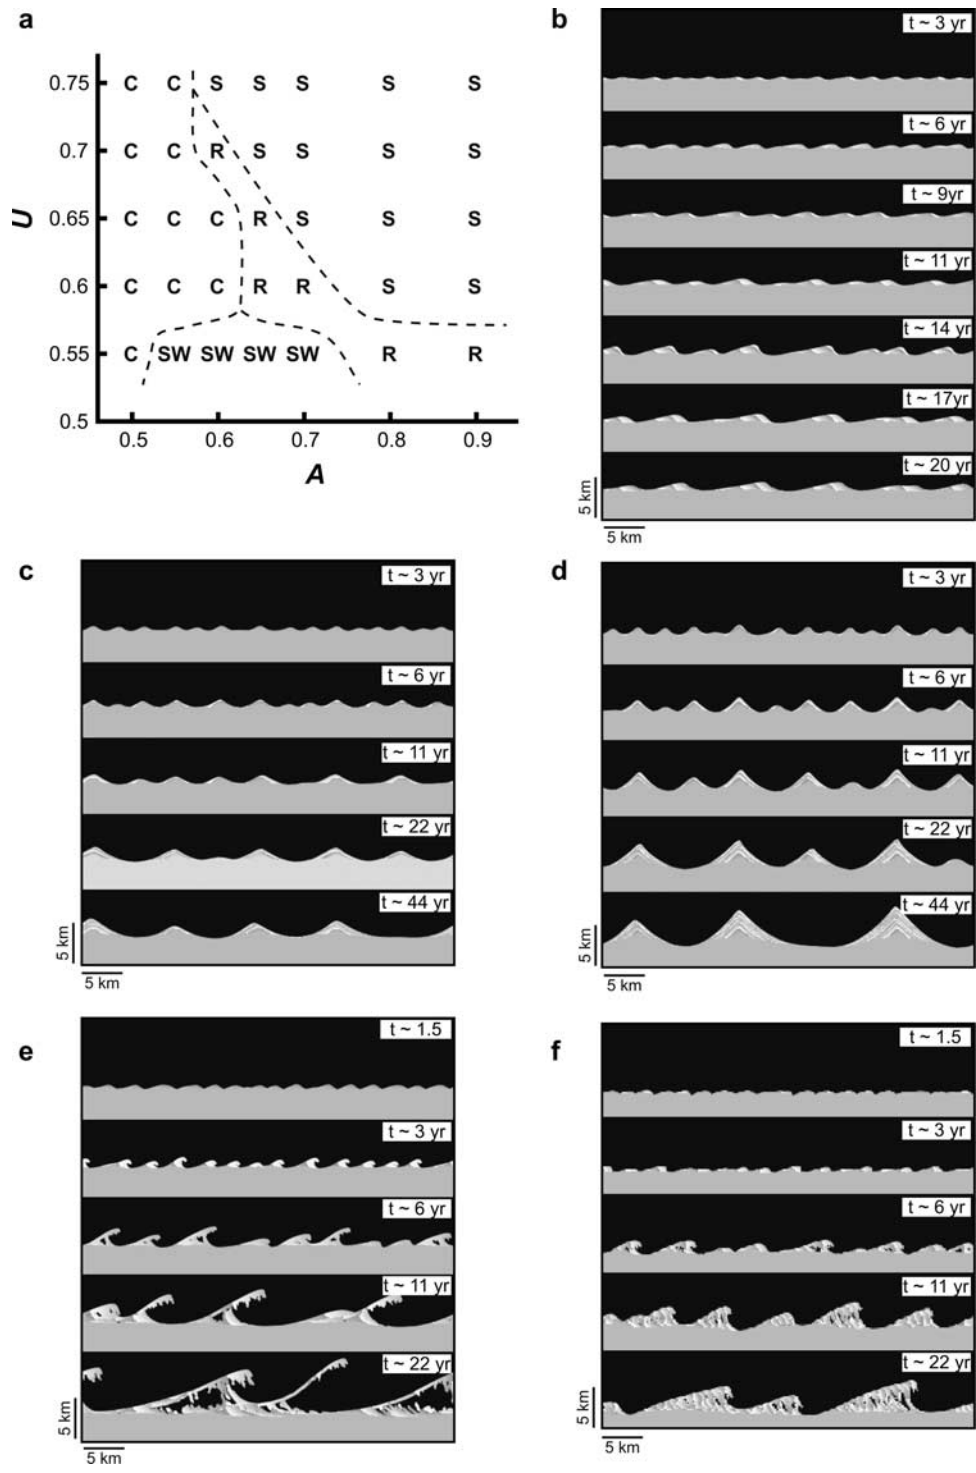 a
0.75 C C S S S S S
0.7 C C R S S S S
0.65 C C C R S S S
U
0.6 C C C R R S S
0.55 C SW SW SW SW R R
0.5
0.5 0.6 0.7 0.8 0.9
A
b
t ~ 3 yr
t ~ 6 yr
t ~ 9yr
t ~ 11 yr
t ~ 14 yr
t ~ 17yr
t ~ 20 yr
5 km
5 km
c
t ~ 3 yr
t ~ 6 yr
t ~ 11 yr
t ~ 22 yr
t ~ 44 yr
5 km
5 km
d
t ~ 3 yr
t ~ 6 yr
t ~ 11 yr
t ~ 22 yr
t ~ 44 yr
5 km
5 km
e
t ~ 1.5
t ~ 3 yr
t ~ 6 yr
t ~ 11 yr
t ~ 22 yr
5 km
5 km
f
t ~ 1.5
t ~ 3 yr
t ~ 6 yr
t ~ 11 yr
t ~ 22 yr
5 km
5 km